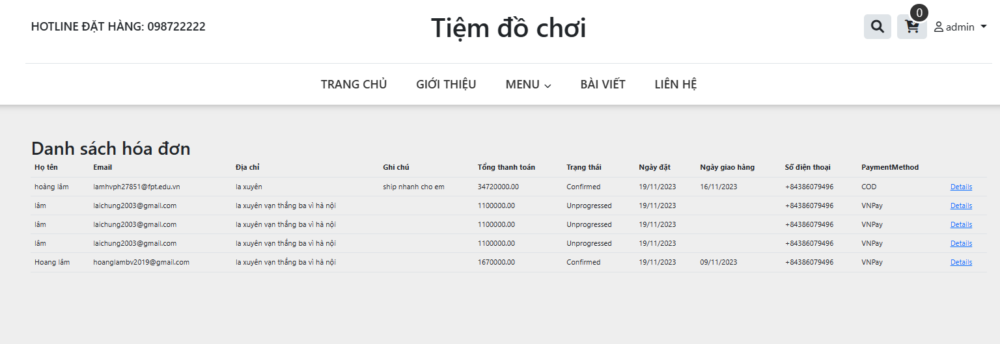 HOTLINE ĐẶT HÀNG: 098722222
Tiệm đồ chơi
0
admin
TRANG CHỦ GIỚI THIỆU MENU BÀI VIẾT LIÊN HỆ
Danh sách hóa đơn
Họ tên Email Địa chỉ Ghi chú Tổng thanh toán Trạng thái Ngày đặt Ngày giao hàng Số điện thoại PaymentMethod
hoàng lâm lamhvph27851@fpt.edu.vn la xuyên ship nhanh cho em 34720000.00 Confirmed 19/11/2023 16/11/2023 +84386079496 COD Details
lâm laichung2003@gmail.com la xuyên vạn thắng ba vì hà nội 1100000.00 Unprogressed 19/11/2023 +84386079496 VNPay Details
lâm laichung2003@gmail.com la xuyên vạn thắng ba vì hà nội 1100000.00 Unprogressed 19/11/2023 +84386079496 VNPay Details
lâm laichung2003@gmail.com la xuyên vạn thắng ba vì hà nội 1100000.00 Unprogressed 19/11/2023 +84386079496 VNPay Details
Hoang lâm hoanglambv2019@gmail.com la xuyên vạn thắng ba vì hà nội 1670000.00 Confirmed 19/11/2023 09/11/2023 +84386079496 VNPay Details